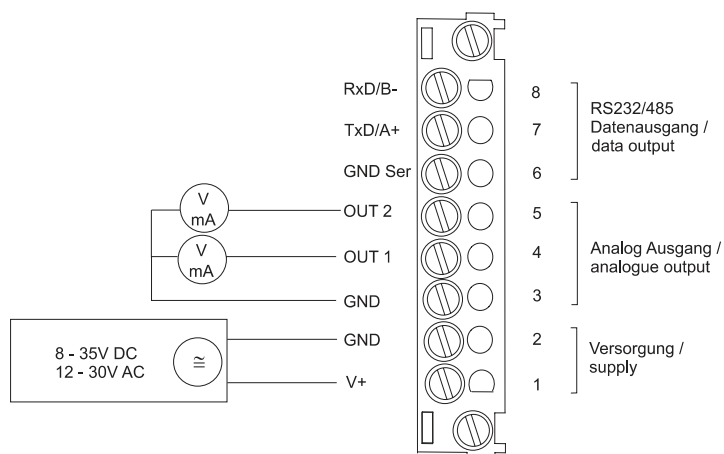 RxD/B-
8
TxD/A+
7
GND Ser
6
RS232/485
Datenausgang /
data output
V
mA
OUT 2
5
V
mA
OUT 1
4
GND
3
Analog Ausgang /
analogue output
8 - 35V DC
12 - 30V AC
≅
GND
2
V+
1
Versorgung /
supply